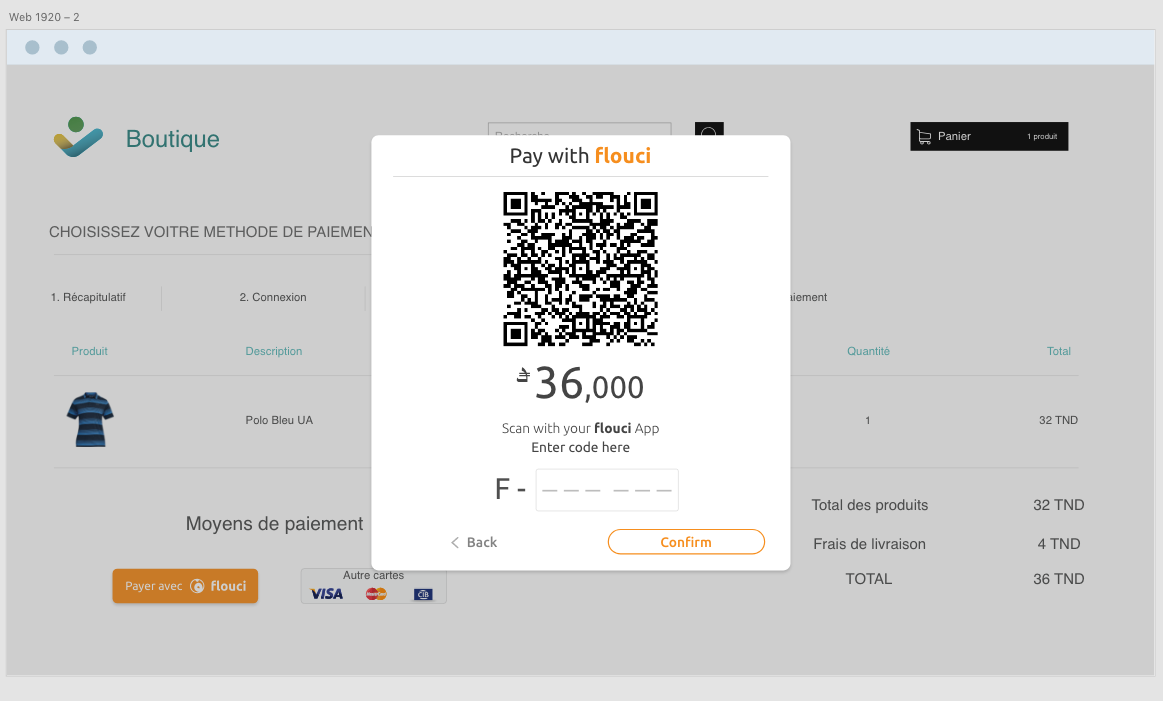 Web 1920 – 2
Boutique
Recherche
Panier
1 produit
Pay with flouci
CHOISISSEZ VOITRE METHODE DE PAIEMEN
1. Récapitulatif
2. Connexion
aiement
Produit
Description
Quantité
Total
Polo Bleu UA
1
32 TND
36,000
Scan with your flouci App
Enter code here
F - _ _ _ _ _ _
Back
Confirm
Total des produits
32 TND
Frais de livraison
4 TND
TOTAL
36 TND
Moyens de paiement
Payer avec flouci
Autre cartes
VISA
MasterCard
CIB